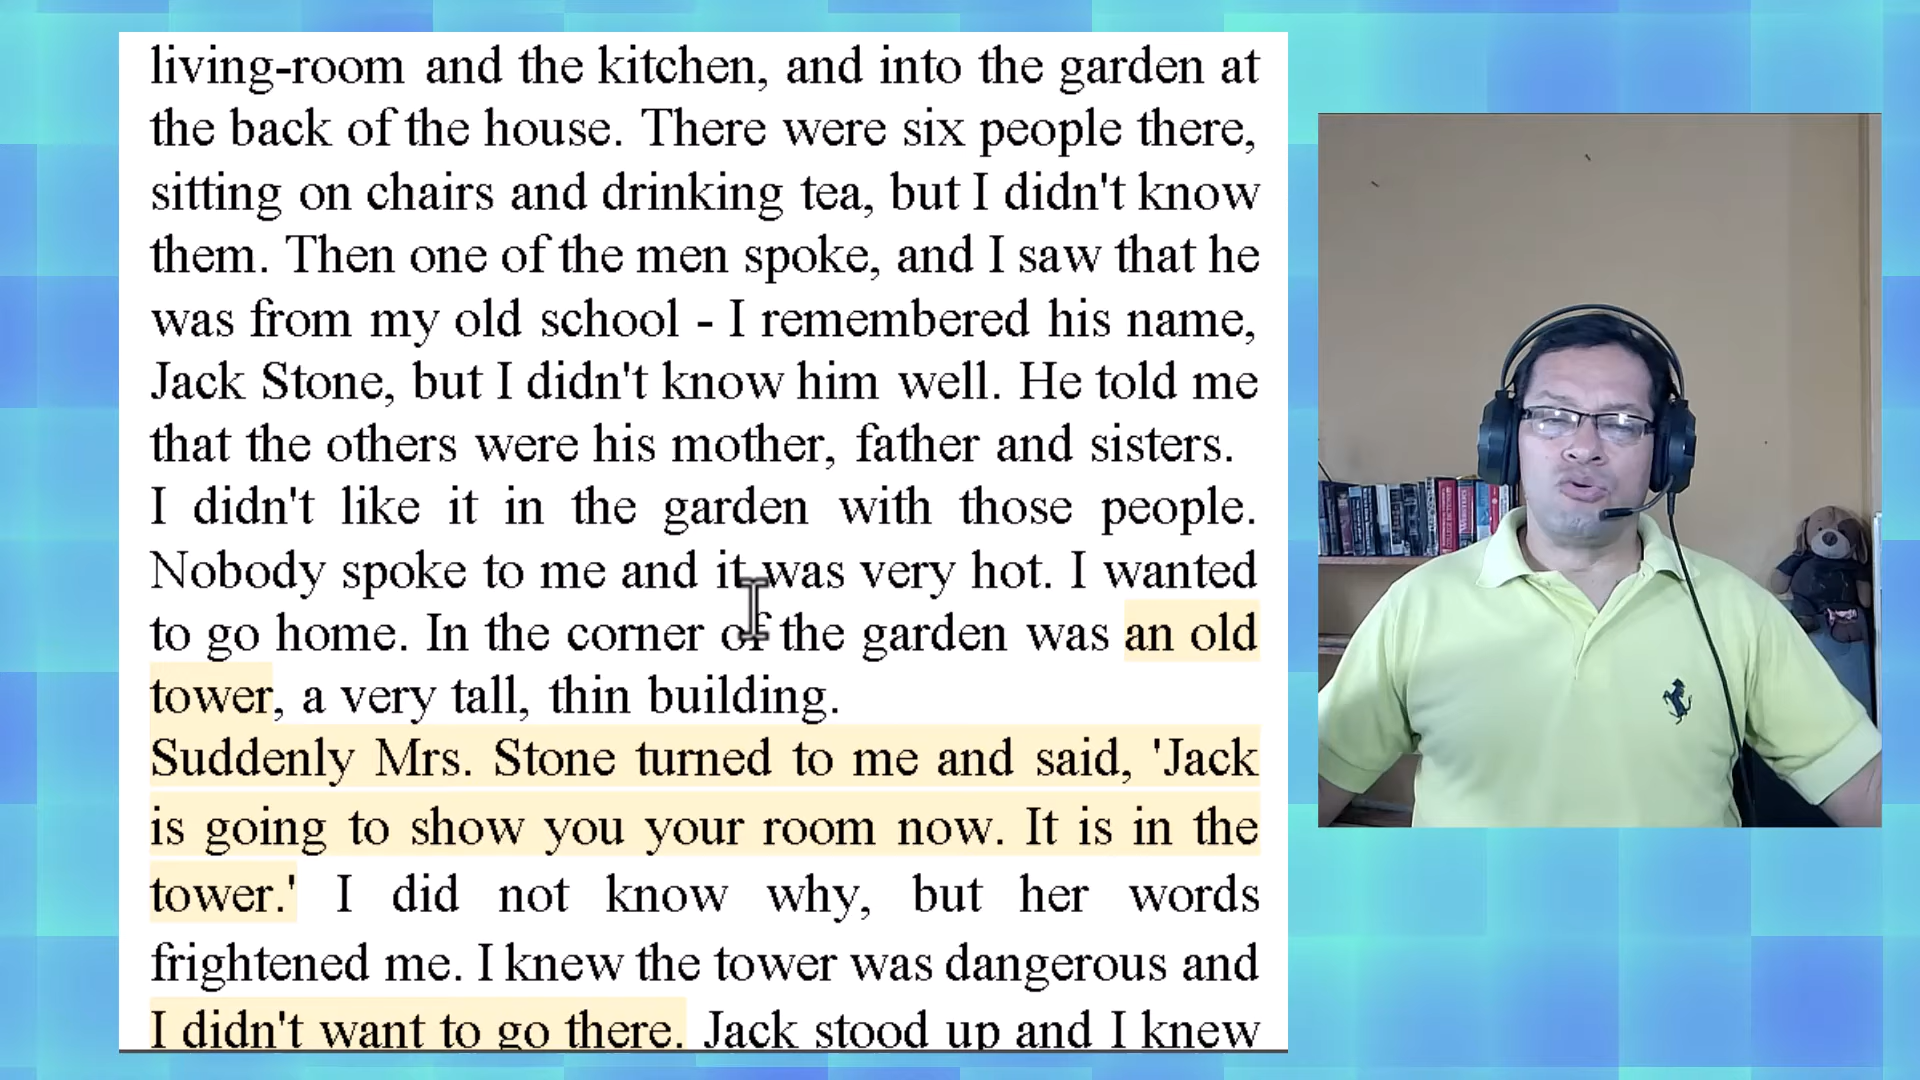 living-room and the kitchen, and into the garden at
the back of the house. There were six people there,
sitting on chairs and drinking tea, but I didn't know
them. Then one of the men spoke, and I saw that he
was from my old school - I remembered his name,
Jack Stone, but I didn't know him well. He told me
that the others were his mother, father and sisters.
I didn't like it in the garden with those people.
Nobody spoke to me and it was very hot. I wanted
to go home. In the corner of the garden was an old
tower, a very tall, thin building.
Suddenly Mrs. Stone turned to me and said, 'Jack
is going to show you your room now. It is in the
tower.' I did not know why, but her words
frightened me. I knew the tower was dangerous and
I didn't want to go there. Jack stood up and I knew